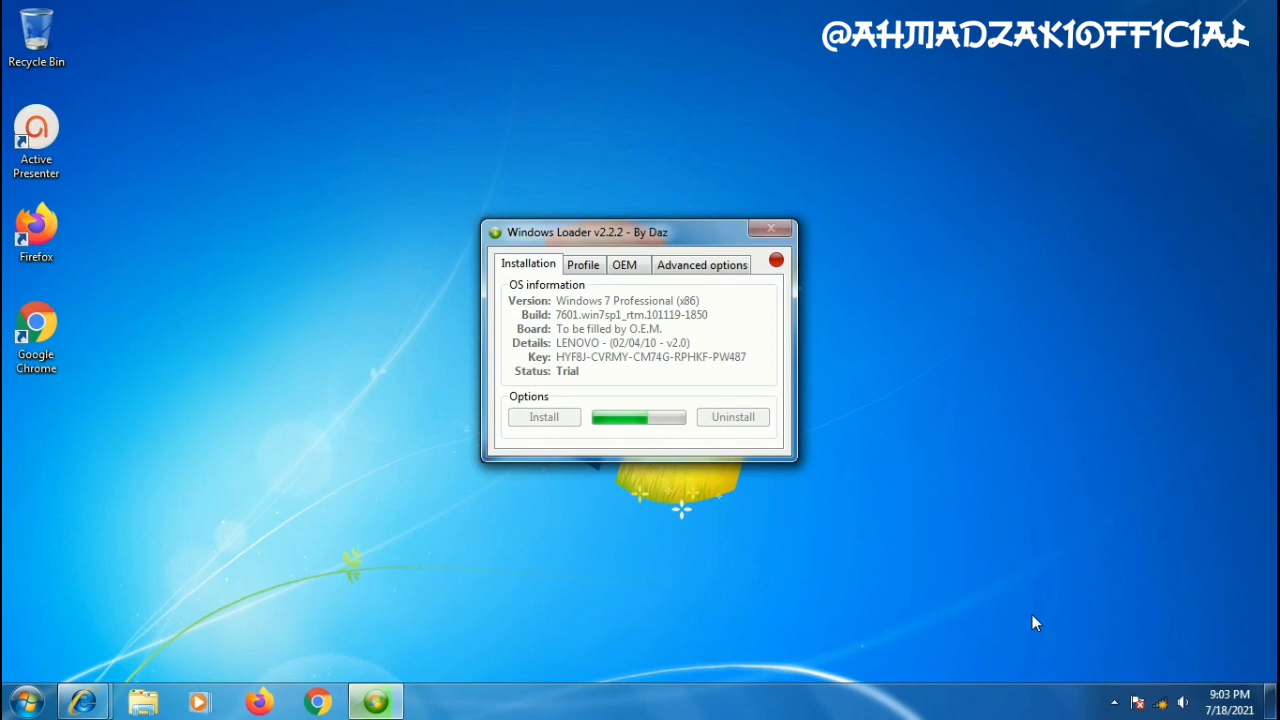 @AHMADZAKIOFFICIAL
Recycle Bin
Active
Presenter
Firefox
Google
Chrome
Windows Loader v2.2.2 - By Daz
Installation Profile OEM Advanced options
OS information
Version: Windows 7 Professional (x86)
Build: 7601.win7sp1_rtm.101119-1850
Board: To be filled by O.E.M.
Details: LENOVO - (02/04/10 - v2.0)
Key: HYF8J-CVRMY-CM74G-RPHKF-PW487
Status: Trial
Options
Install Uninstall
9:03 PM
7/18/2021